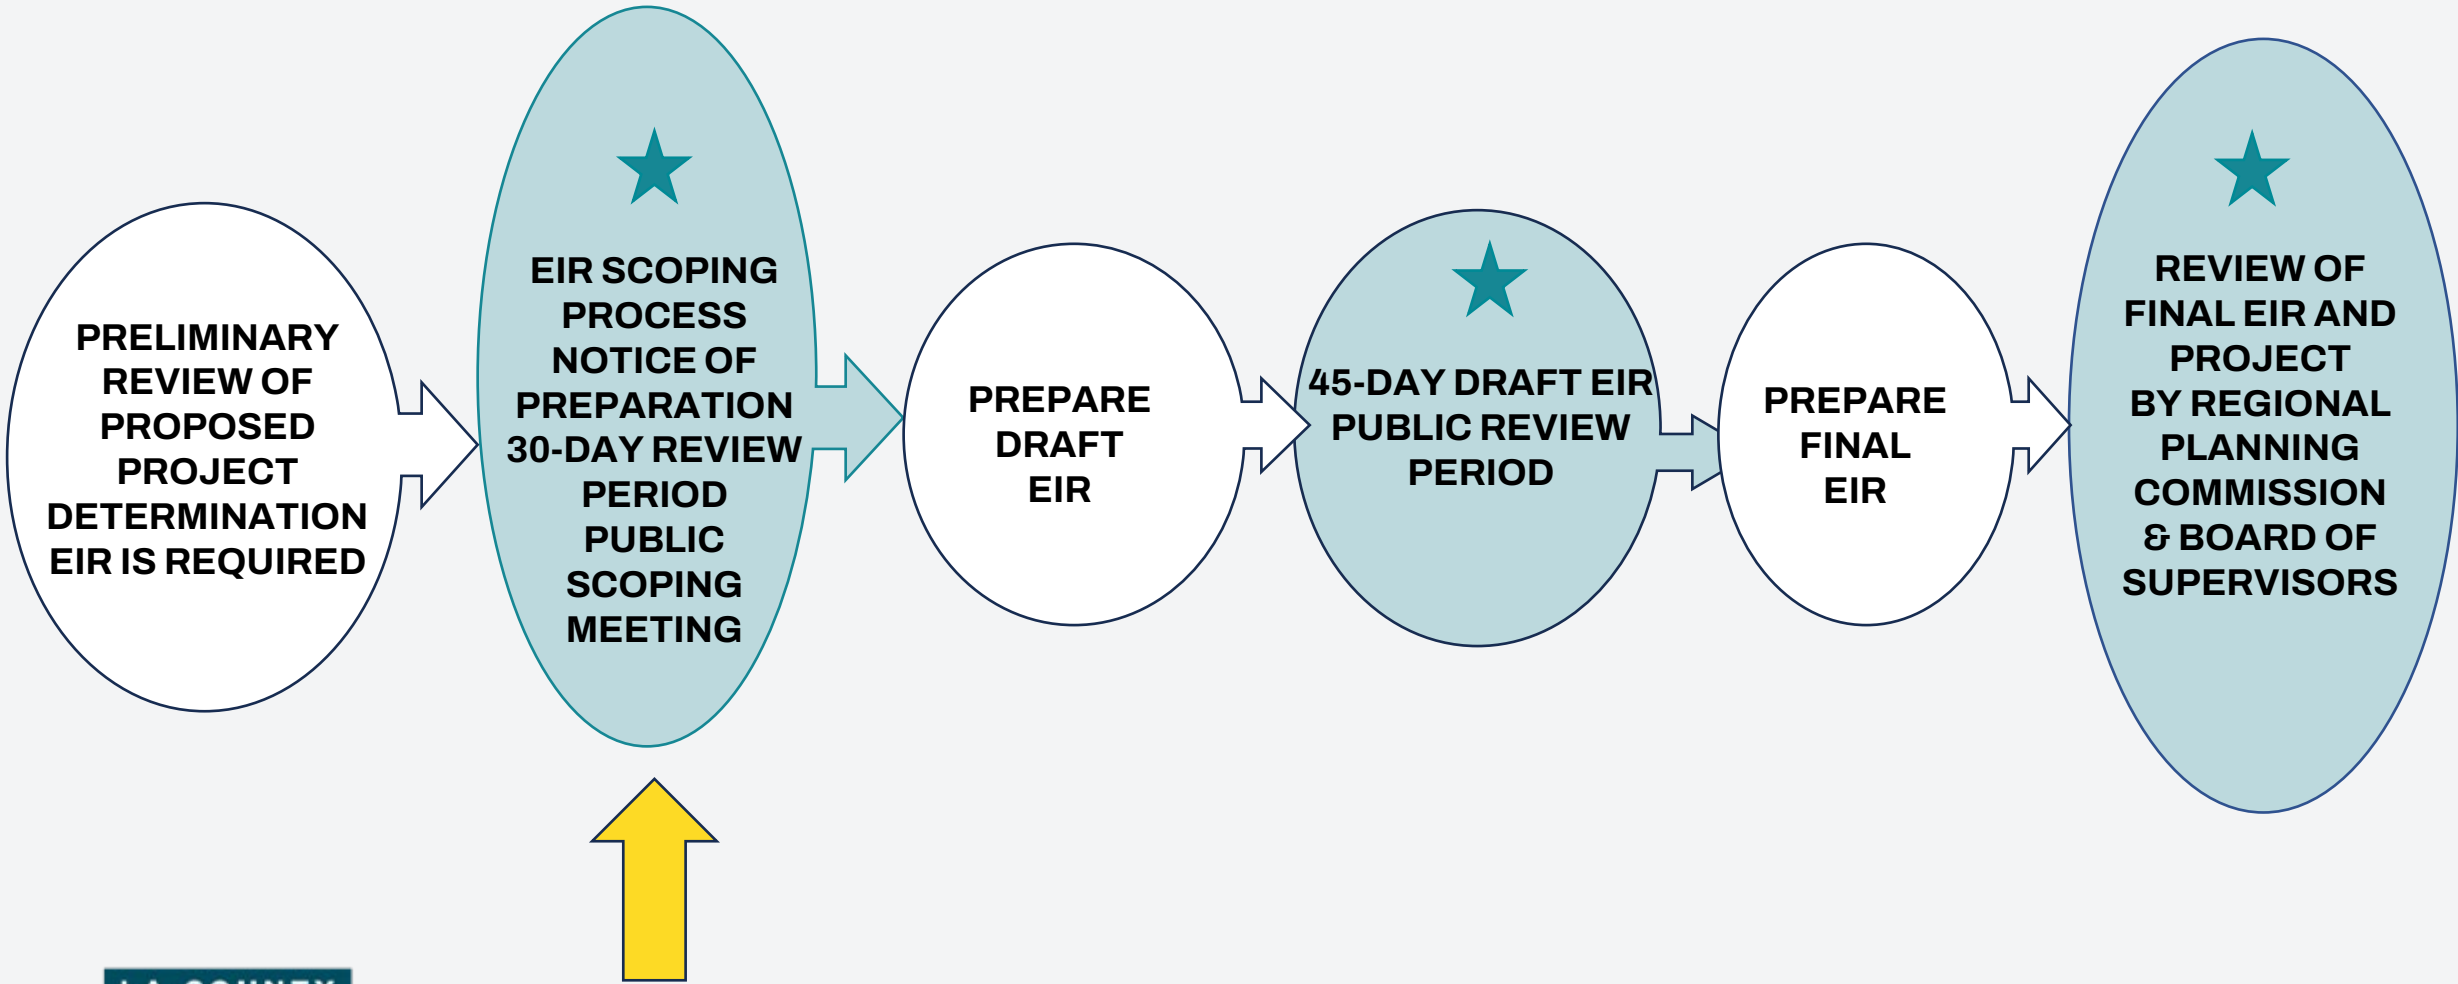 PRELIMINARY
REVIEW OF
PROPOSED
PROJECT
DETERMINATION
EIR IS REQUIRED
EIR SCOPING
PROCESS
NOTICE OF
PREPARATION
30-DAY REVIEW
PERIOD
PUBLIC
SCOPING
MEETING
PREPARE
DRAFT
EIR
45-DAY DRAFT EIR
PUBLIC REVIEW
PERIOD
PREPARE
FINAL
EIR
REVIEW OF
FINAL EIR AND
PROJECT
BY REGIONAL
PLANNING
COMMISSION
& BOARD OF
SUPERVISORS
LA COUNTY